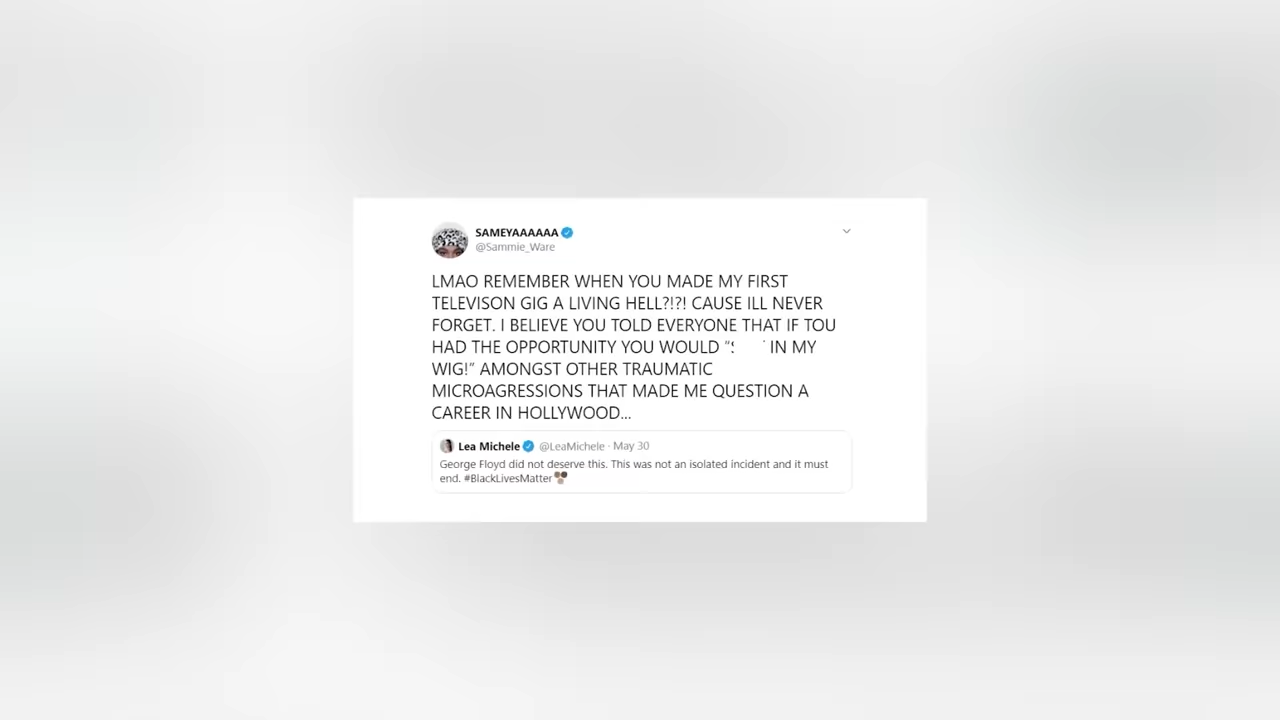 SAMEYAAAAAA
@Sammie_Ware
LMAO REMEMBER WHEN YOU MADE MY FIRST
TELEVISON GIG A LIVING HELL?!?! CAUSE ILL NEVER
FORGET. I BELIEVE YOU TOLD EVERYONE THAT IF TOU
HAD THE OPPORTUNITY YOU WOULD “ IN MY
WIG!” AMONGST OTHER TRAUMATIC
MICROAGRESSIONS THAT MADE ME QUESTION A
CAREER IN HOLLYWOOD...
Lea Michele @LeaMichele · May 30
George Floyd did not deserve this. This was not an isolated incident and it must
end. #BlackLivesMatter